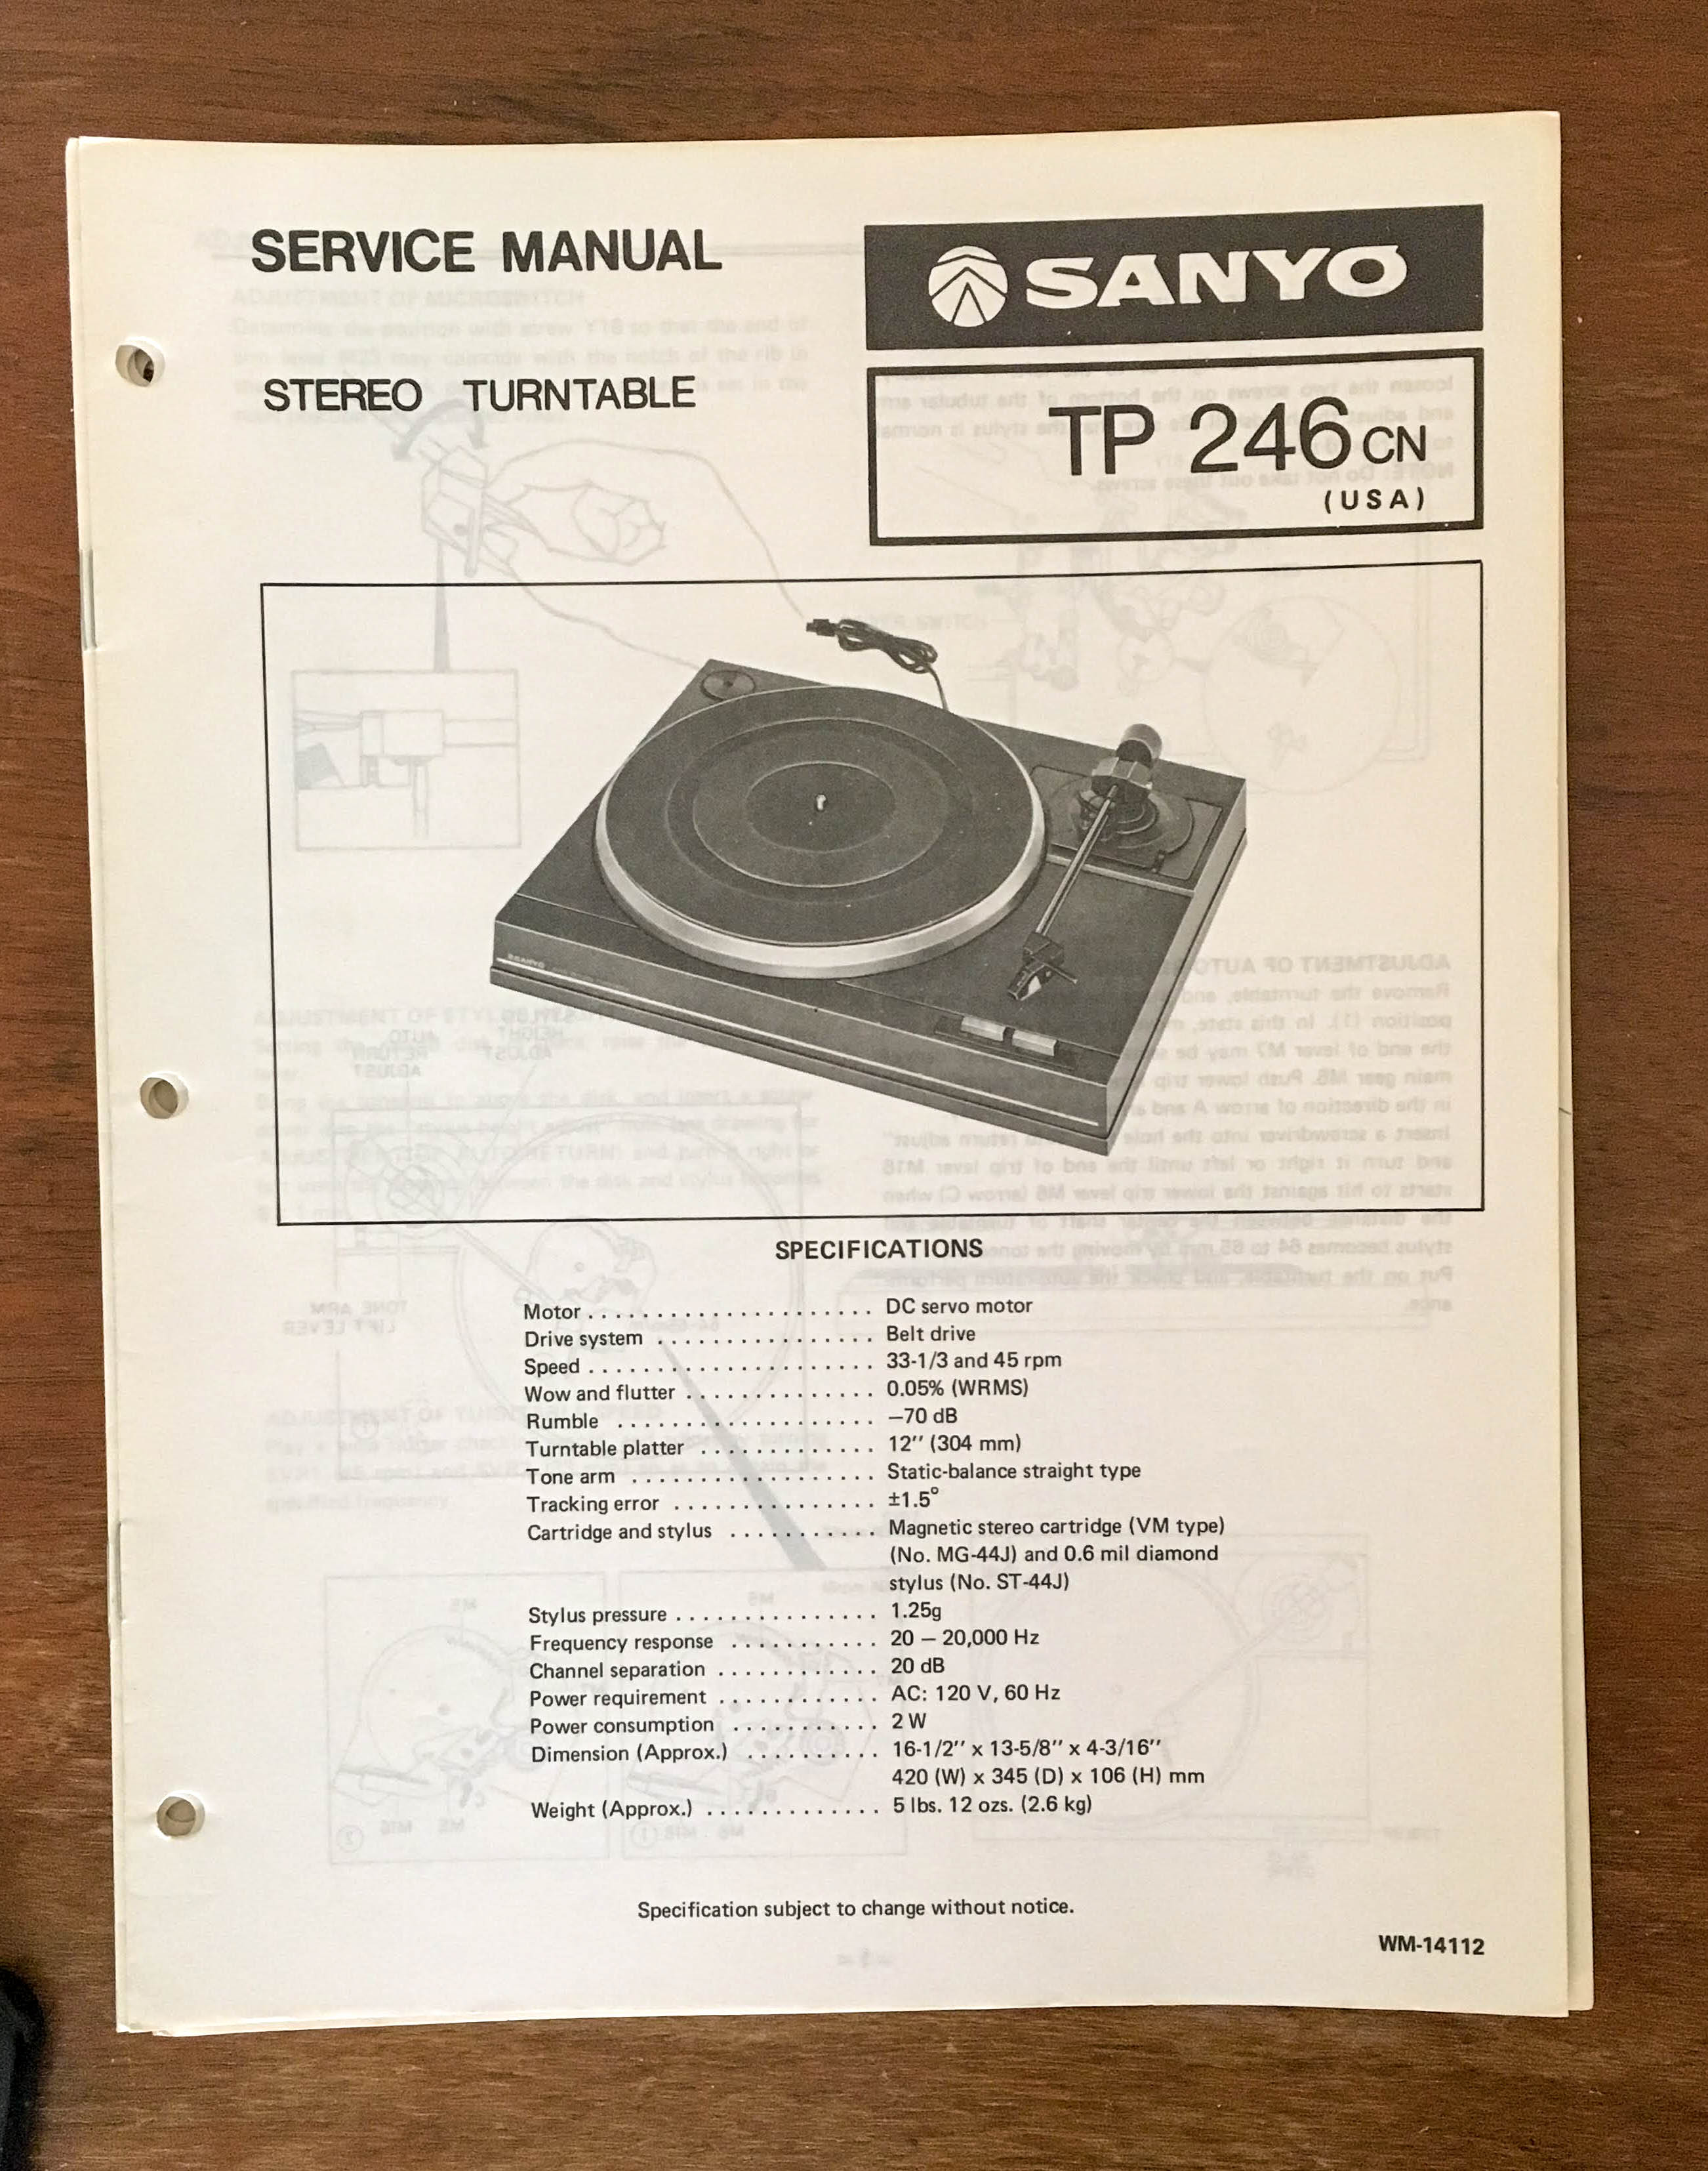 SERVICE MANUAL
SANYO
STEREO TURNTABLE
TP 246 CN
(USA)
SANYO
SPECIFICATIONS
Motor . . . . . . . . . . . . . . . . . . . . . DC servo motor
Drive system . . . . . . . . . . . . . . . . Belt drive
Speed . . . . . . . . . . . . . . . . . . . . . 33-1/3 and 45 rpm
Wow and flutter . . . . . . . . . . . . . . 0.05% (WRMS)
Rumble . . . . . . . . . . . . . . . . . . . –70 dB
Turntable platter . . . . . . . . . . . . . 12'' (304 mm)
Tone arm . . . . . . . . . . . . . . . . . . Static-balance straight type
Tracking error . . . . . . . . . . . . . . . ±1.5°
Cartridge and stylus . . . . . . . . . . . Magnetic stereo cartridge (VM type)
(No. MG-44J) and 0.6 mil diamond
stylus (No. ST-44J)
Stylus pressure . . . . . . . . . . . . . . . 1.25g
Frequency response . . . . . . . . . . . 20 – 20,000 Hz
Channel separation . . . . . . . . . . . . 20 dB
Power requirement . . . . . . . . . . . . AC: 120 V, 60 Hz
Power consumption . . . . . . . . . . . 2 W
Dimension (Approx.) . . . . . . . . . . 16-1/2'' x 13-5/8'' x 4-3/16''
420 (W) x 345 (D) x 106 (H) mm
Weight (Approx.) . . . . . . . . . . . . . 5 lbs. 12 ozs. (2.6 kg)
Specification subject to change without notice.
WM-14112